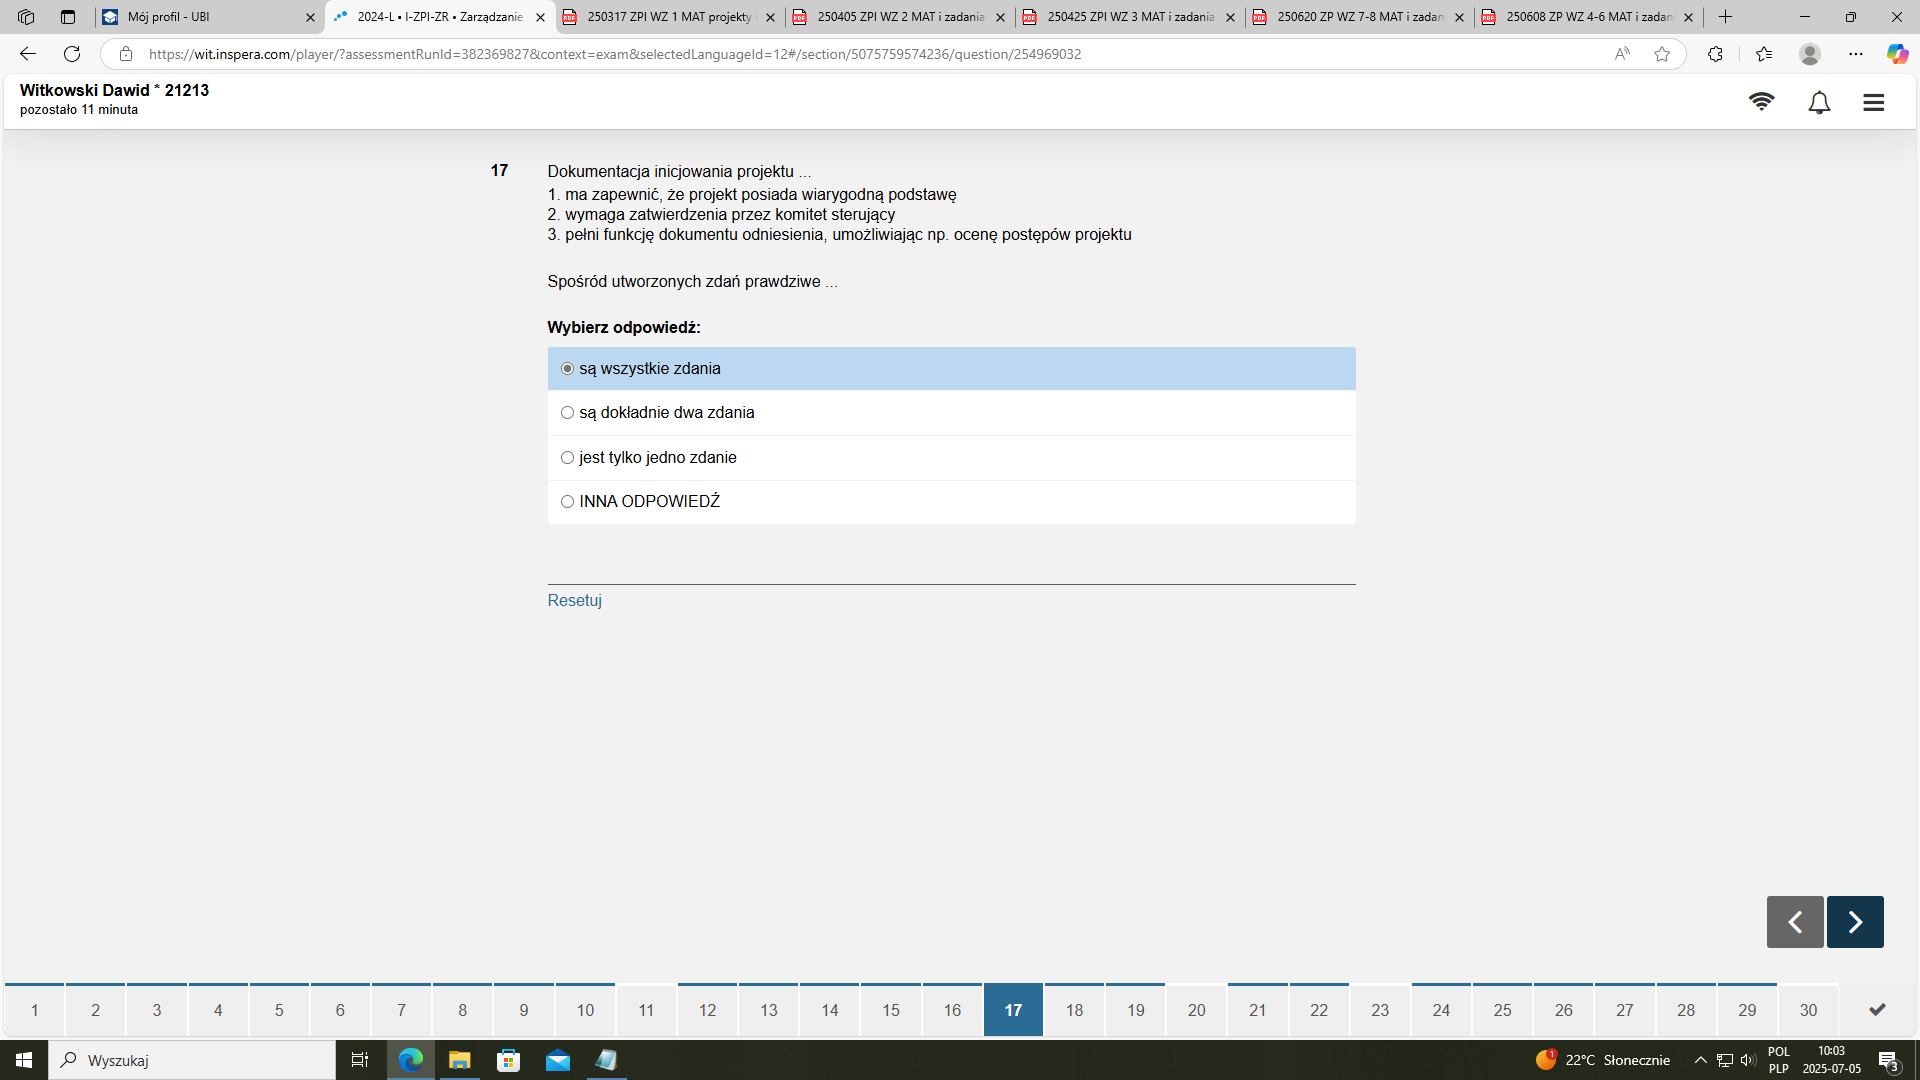 Mój profil - UBI
2024-L • I-ZPI-ZR • Zarządzanie
250317 ZPI WZ 1 MAT projekty
250405 ZPI WZ 2 MAT i zadania
250425 ZPI WZ 3 MAT i zadania
250620 ZP WZ 7-8 MAT i zadan
250608 ZP WZ 4-6 MAT i zadan
https://wit.inspera.com/player/?assessmentRunId=382369827&context=exam&selectedLanguageId=12#/section/5075759574236/question/254969032
Witkowski Dawid * 21213
pozostało 11 minuta
17
Dokumentacja inicjowania projektu ...
1. ma zapewnić, że projekt posiada wiarygodną podstawę
2. wymaga zatwierdzenia przez komitet sterujący
3. pełni funkcję dokumentu odniesienia, umożliwiając np. ocenę postępów projektu
Spośród utworzonych zdań prawdziwe ...
Wybierz odpowiedź:
są wszystkie zdania
są dokładnie dwa zdania
jest tylko jedno zdanie
INNA ODPOWIEDŹ
Resetuj
1 2 3 4 5 6 7 8 9 10 11 12 13 14 15 16 17 18 19 20 21 22 23 24 25 26 27 28 29 30
Wyszukaj
1
22°C Słonecznie
POL
PLP
10:03
2025-07-05
3